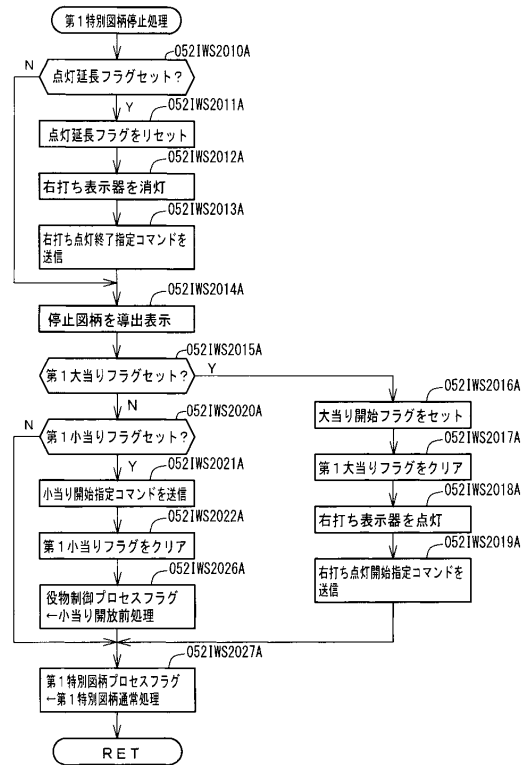 第１特別図柄停止処理
052IWS2010A
N
点灯延長フラグセット？
Y
052IWS2011A
点灯延長フラグをリセット
052IWS2012A
右打ち表示器を消灯
052IWS2013A
右打ち点灯終了指定コマンドを
送信
052IWS2014A
停止図柄を導出表示
052IWS2015A
第１大当りフラグセット？
Y
N
052IWS2016A
大当り開始フラグをセット
052IWS2017A
第１大当りフラグをクリア
052IWS2018A
右打ち表示器を点灯
052IWS2019A
右打ち点灯開始指定コマンドを
送信
052IWS2020A
N
第１小当りフラグセット？
Y
052IWS2021A
小当り開始指定コマンドを送信
052IWS2022A
第１小当りフラグをクリア
052IWS2026A
役物制御プロセスフラグ
←小当り開放前処理
052IWS2027A
第１特別図柄プロセスフラグ
←第１特別図柄通常処理
RET